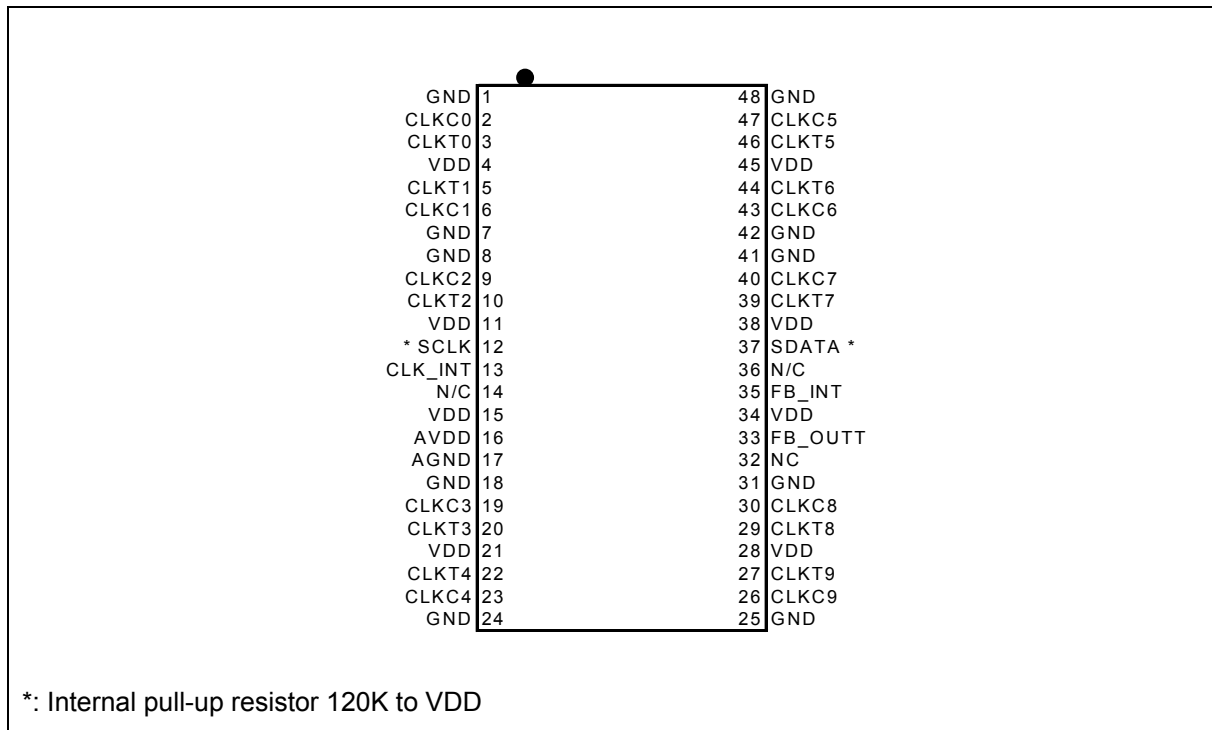 GND 1 48 GND
CLKC0 2 47 CLKC5
CLKT0 3 46 CLKT5
VDD 4 45 VDD
CLKT1 5 44 CLKT6
CLKC1 6 43 CLKC6
GND 7 42 GND
GND 8 41 GND
CLKC2 9 40 CLKC7
CLKT2 10 39 CLKT7
VDD 11 38 VDD
* SCLK 12 37 SDATA *
CLK_INT 13 36 N/C
N/C 14 35 FB_INT
VDD 15 34 VDD
AVDD 16 33 FB_OUTT
AGND 17 32 NC
GND 18 31 GND
CLKC3 19 30 CLKC8
CLKT3 20 29 CLKT8
VDD 21 28 VDD
CLKT4 22 27 CLKT9
CLKC4 23 26 CLKC9
GND 24 25 GND
*: Internal pull-up resistor 120K to VDD